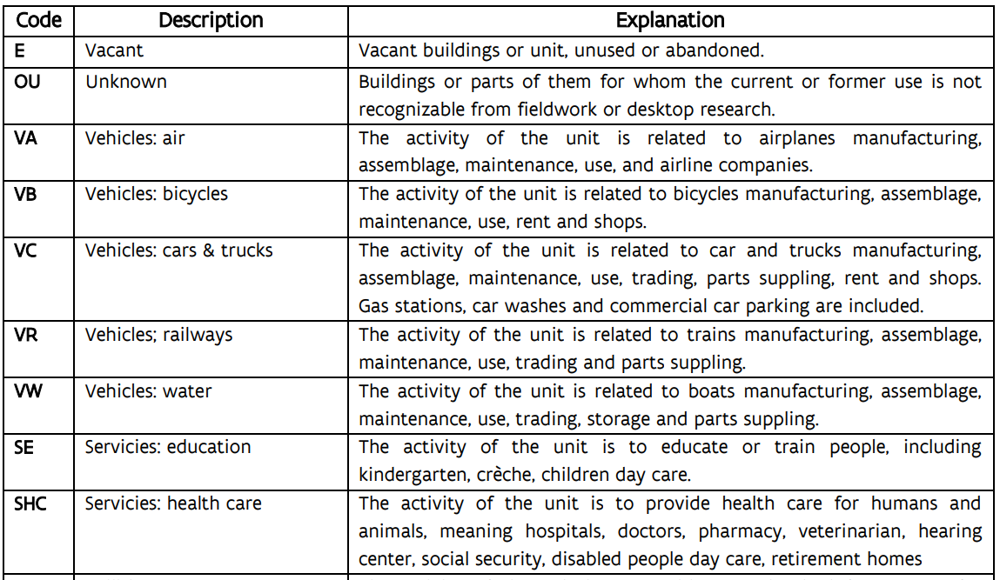 Code Description Explanation
E Vacant Vacant buildings or unit, unused or abandoned.
OU Unknown Buildings or parts of them for whom the current or former use is not
recognizable from fieldwork or desktop research.
VA Vehicles: air The activity of the unit is related to airplanes manufacturing,
assemblage, maintenance, use, and airline companies.
VB Vehicles: bicycles The activity of the unit is related to bicycles manufacturing, assemblage,
maintenance, use, rent and shops.
VC Vehicles: cars & trucks The activity of the unit is related to car and trucks manufacturing,
assemblage, maintenance, use, trading, parts suppling, rent and shops.
Gas stations, car washes and commercial car parking are included.
VR Vehicles; railways The activity of the unit is related to trains manufacturing, assemblage,
maintenance, use, trading and parts suppling.
VW Vehicles: water The activity of the unit is related to boats manufacturing, assemblage,
maintenance, use, trading, storage and parts suppling.
SE Servicies: education The activity of the unit is to educate or train people, including
kindergarten, crèche, children day care.
SHC Servicies: health care The activity of the unit is to provide health care for humans and
animals, meaning hospitals, doctors, pharmacy, veterinarian, hearing
center, social security, disabled people day care, retirement homes